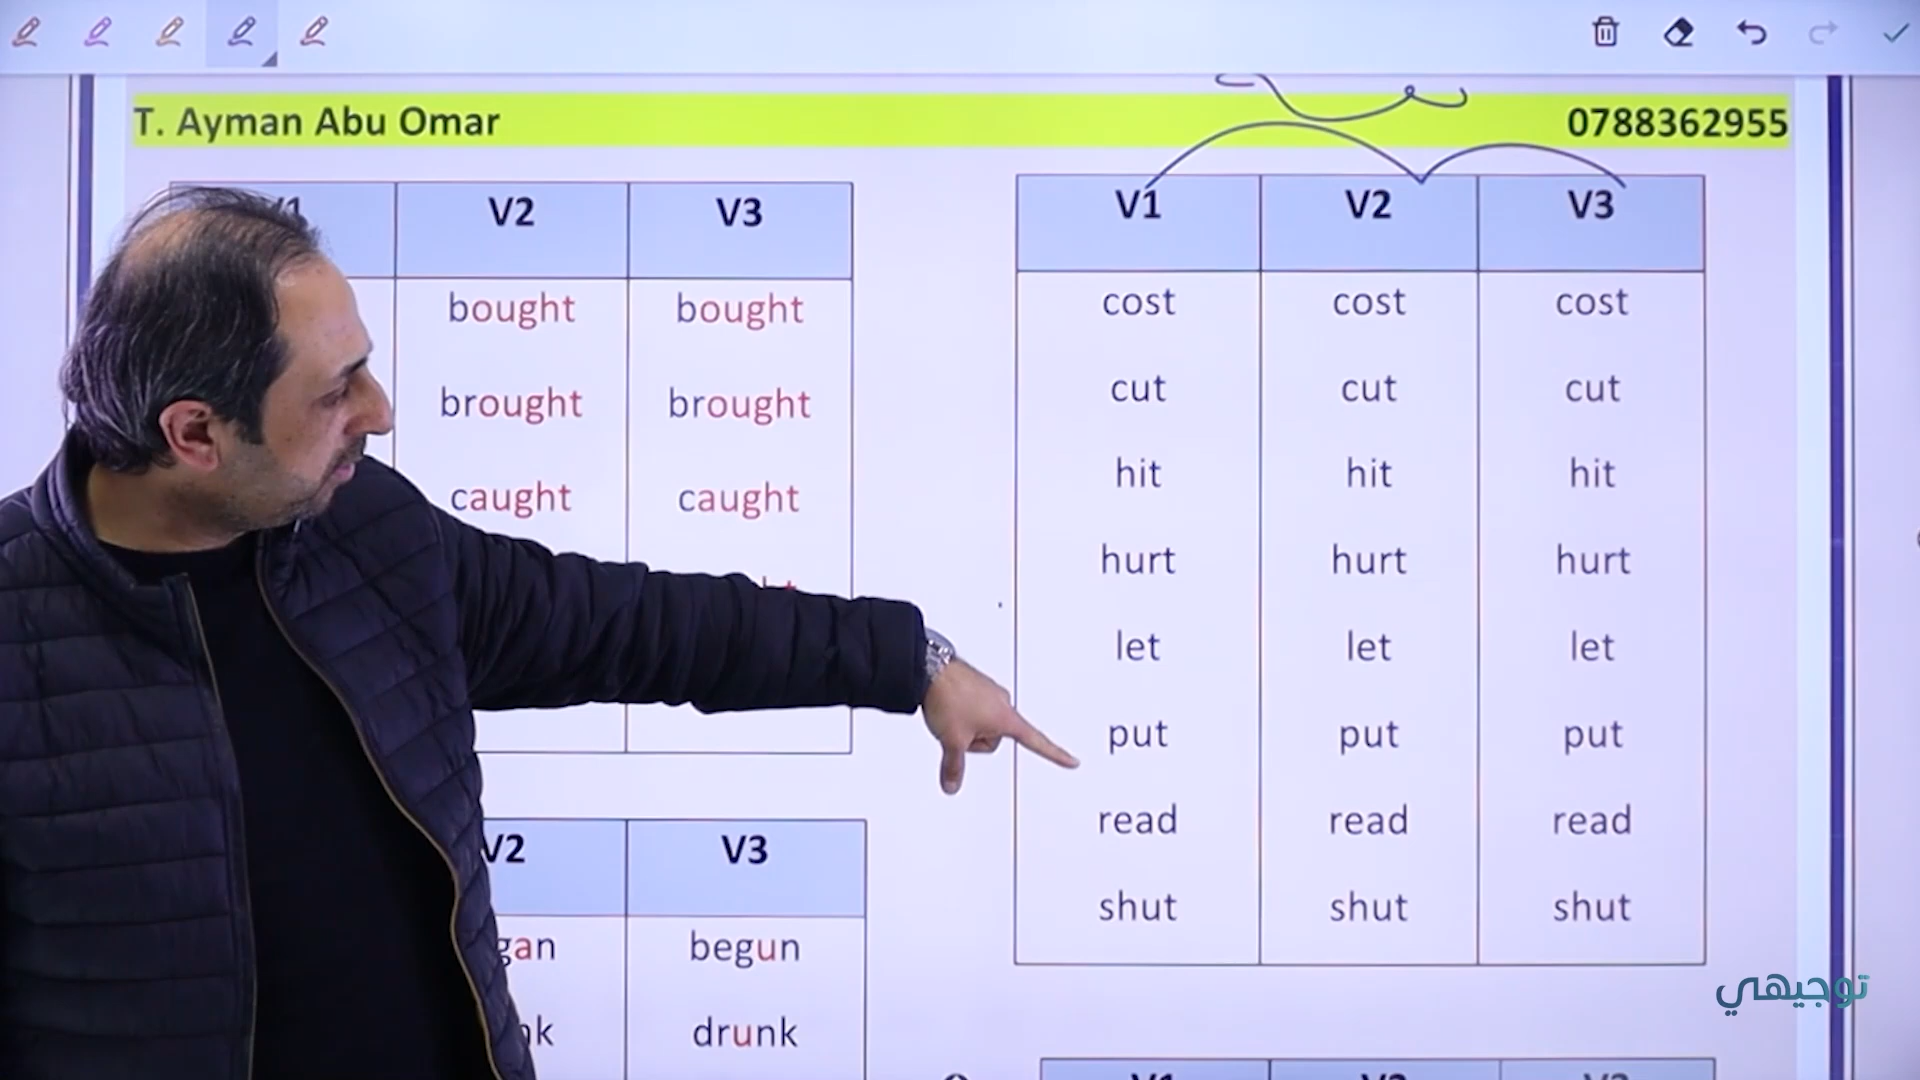 T. Ayman Abu Omar 0788362955
V2 V3
bought bought
brought brought
caught caught
V1 V2 V3
cost cost cost
cut cut cut
hit hit hit
hurt hurt hurt
let let let
put put put
read read read
shut shut shut
V2 V3
begun
drunk
توجيهي